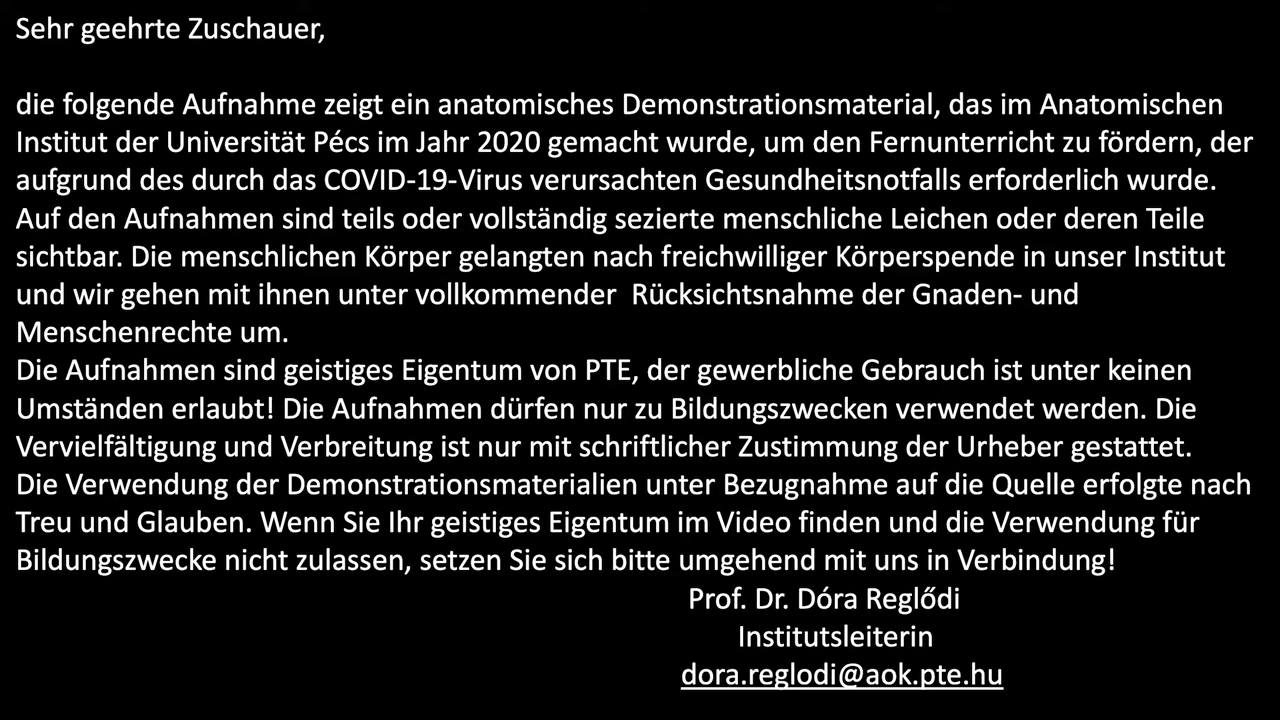 Sehr geehrte Zuschauer,
die folgende Aufnahme zeigt ein anatomisches Demonstrationsmaterial, das im Anatomischen
Institut der Universität Pécs im Jahr 2020 gemacht wurde, um den Fernunterricht zu fördern, der
aufgrund des durch das COVID-19-Virus verursachten Gesundheitsnotfalls erforderlich wurde.
Auf den Aufnahmen sind teils oder vollständig sezierte menschliche Leichen oder deren Teile
sichtbar. Die menschlichen Körper gelangten nach freichwilliger Körperspende in unser Institut
und wir gehen mit ihnen unter vollkommender  Rücksichtsnahme der Gnaden- und
Menschenrechte um.
Die Aufnahmen sind geistiges Eigentum von PTE, der gewerbliche Gebrauch ist unter keinen
Umständen erlaubt! Die Aufnahmen dürfen nur zu Bildungszwecken verwendet werden. Die
Vervielfältigung und Verbreitung ist nur mit schriftlicher Zustimmung der Urheber gestattet.
Die Verwendung der Demonstrationsmaterialien unter Bezugnahme auf die Quelle erfolgte nach
Treu und Glauben. Wenn Sie Ihr geistiges Eigentum im Video finden und die Verwendung für
Bildungszwecke nicht zulassen, setzen Sie sich bitte umgehend mit uns in Verbindung!
Prof. Dr. Dóra Reglődi
Institutsleiterin
dora.reglodi@aok.pte.hu